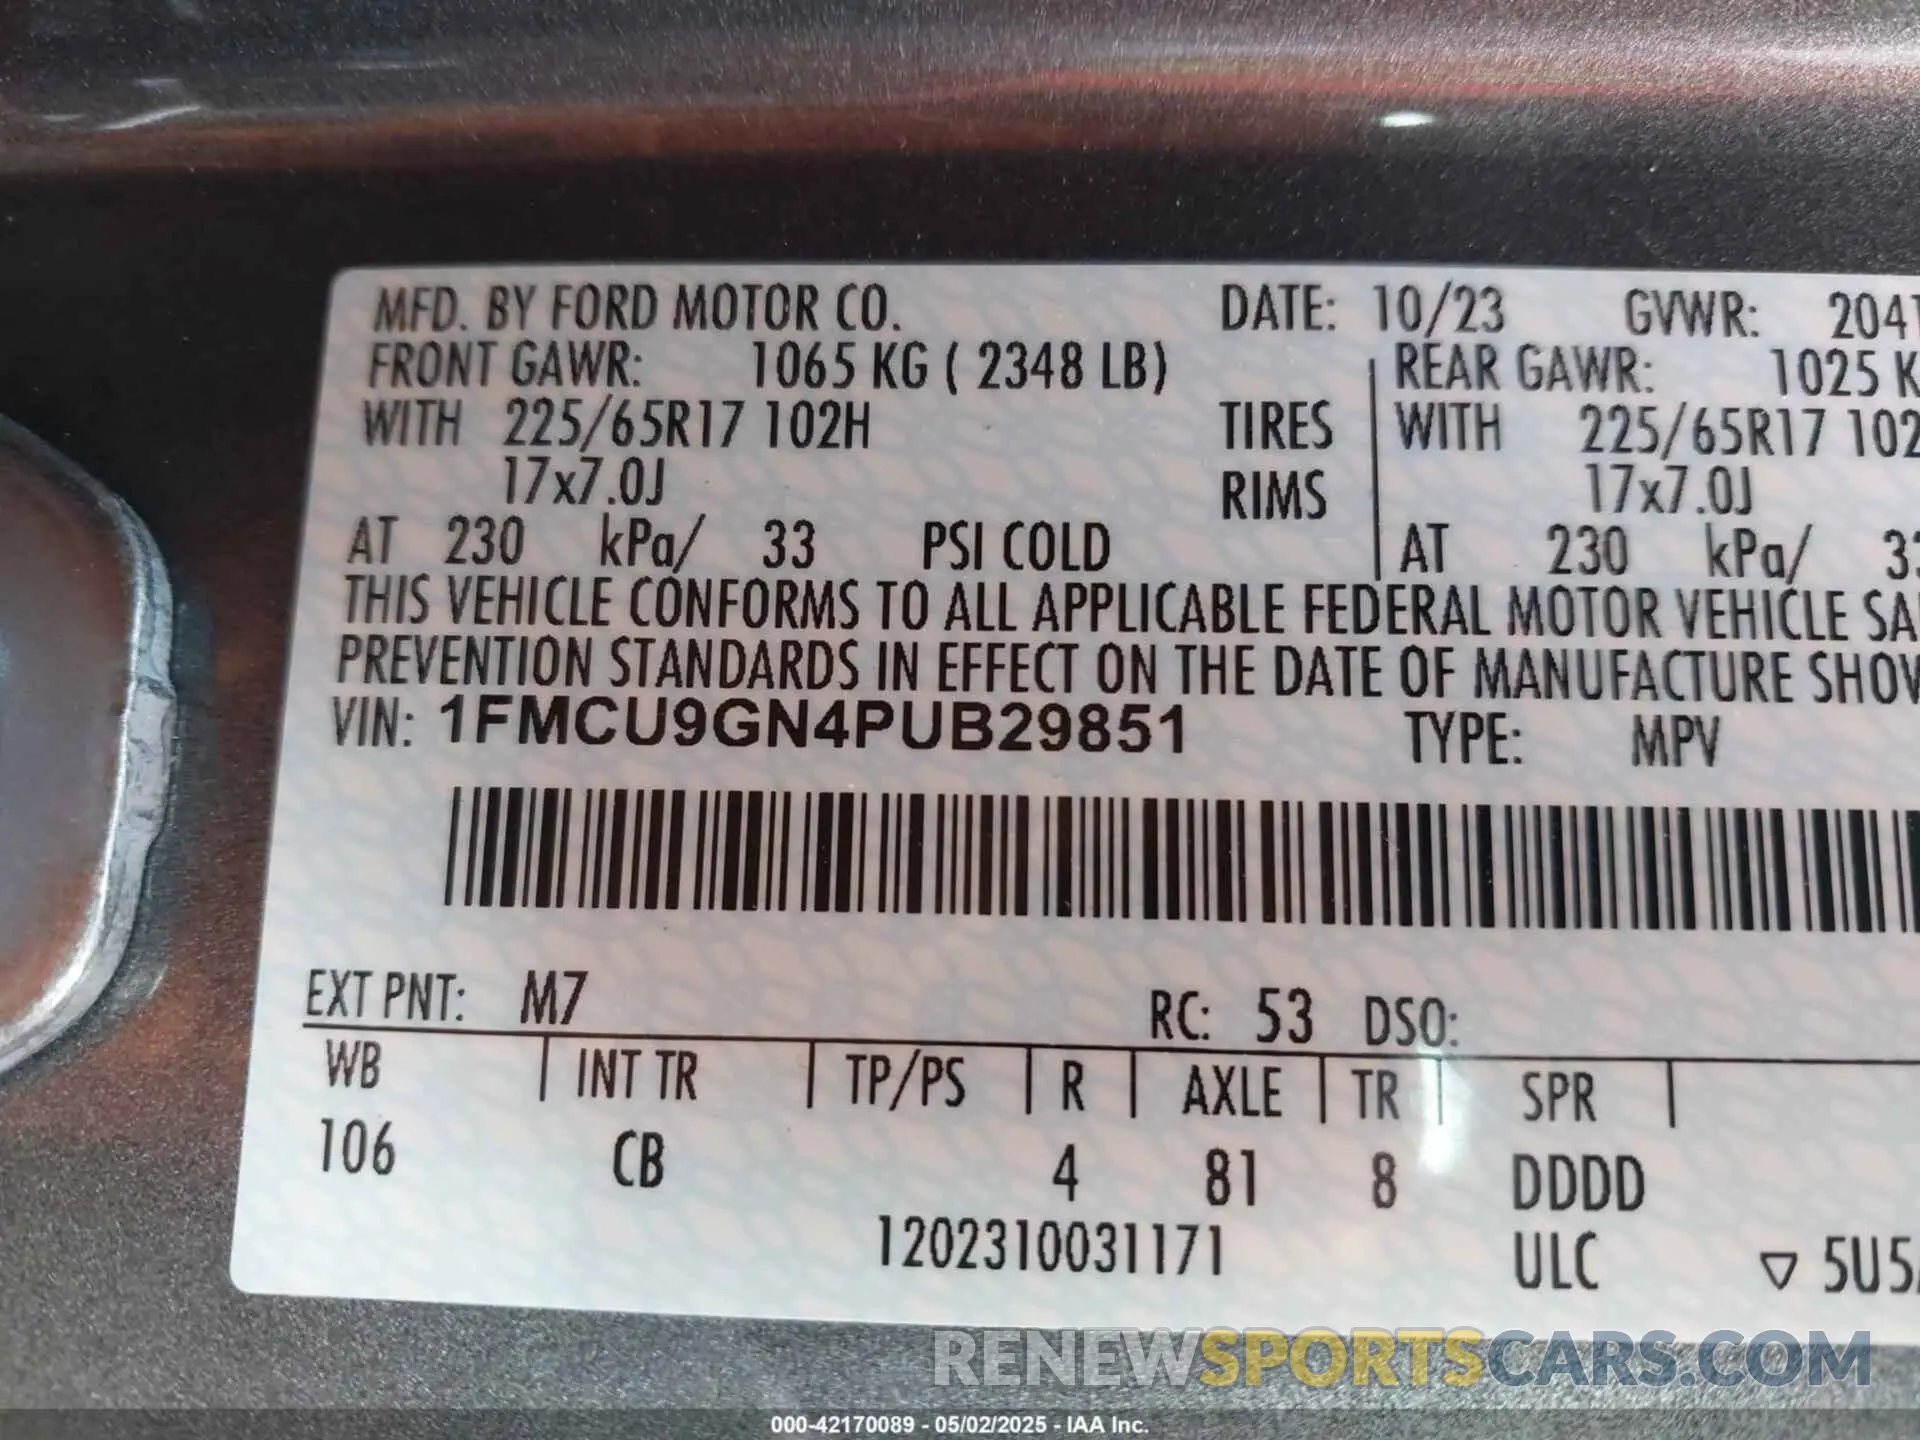 MFD. BY FORD MOTOR CO. DATE: 10/23 GVWR: 2041
FRONT GAWR: 1065 KG ( 2348 LB) REAR GAWR: 1025 K
WITH 225/65R17 102H TIRES WITH 225/65R17 102
17x7.0J RIMS 17x7.0J
AT 230 kPa/ 33 PSI COLD AT 230 kPa/ 33
THIS VEHICLE CONFORMS TO ALL APPLICABLE FEDERAL MOTOR VEHICLE SA
PREVENTION STANDARDS IN EFFECT ON THE DATE OF MANUFACTURE SHOW
VIN: 1FMCU9GN4PUB29851 TYPE: MPV
EXT PNT: M7 RC: 53 DSO:
WB INT TR TP/PS R AXLE TR SPR
106 CB 4 81 8 DDDD
1202310031171 ULC ▽ 5U5
RENEWSPORTSCARS.COM
000-42170089 - 05/02/2025 - IAA Inc.